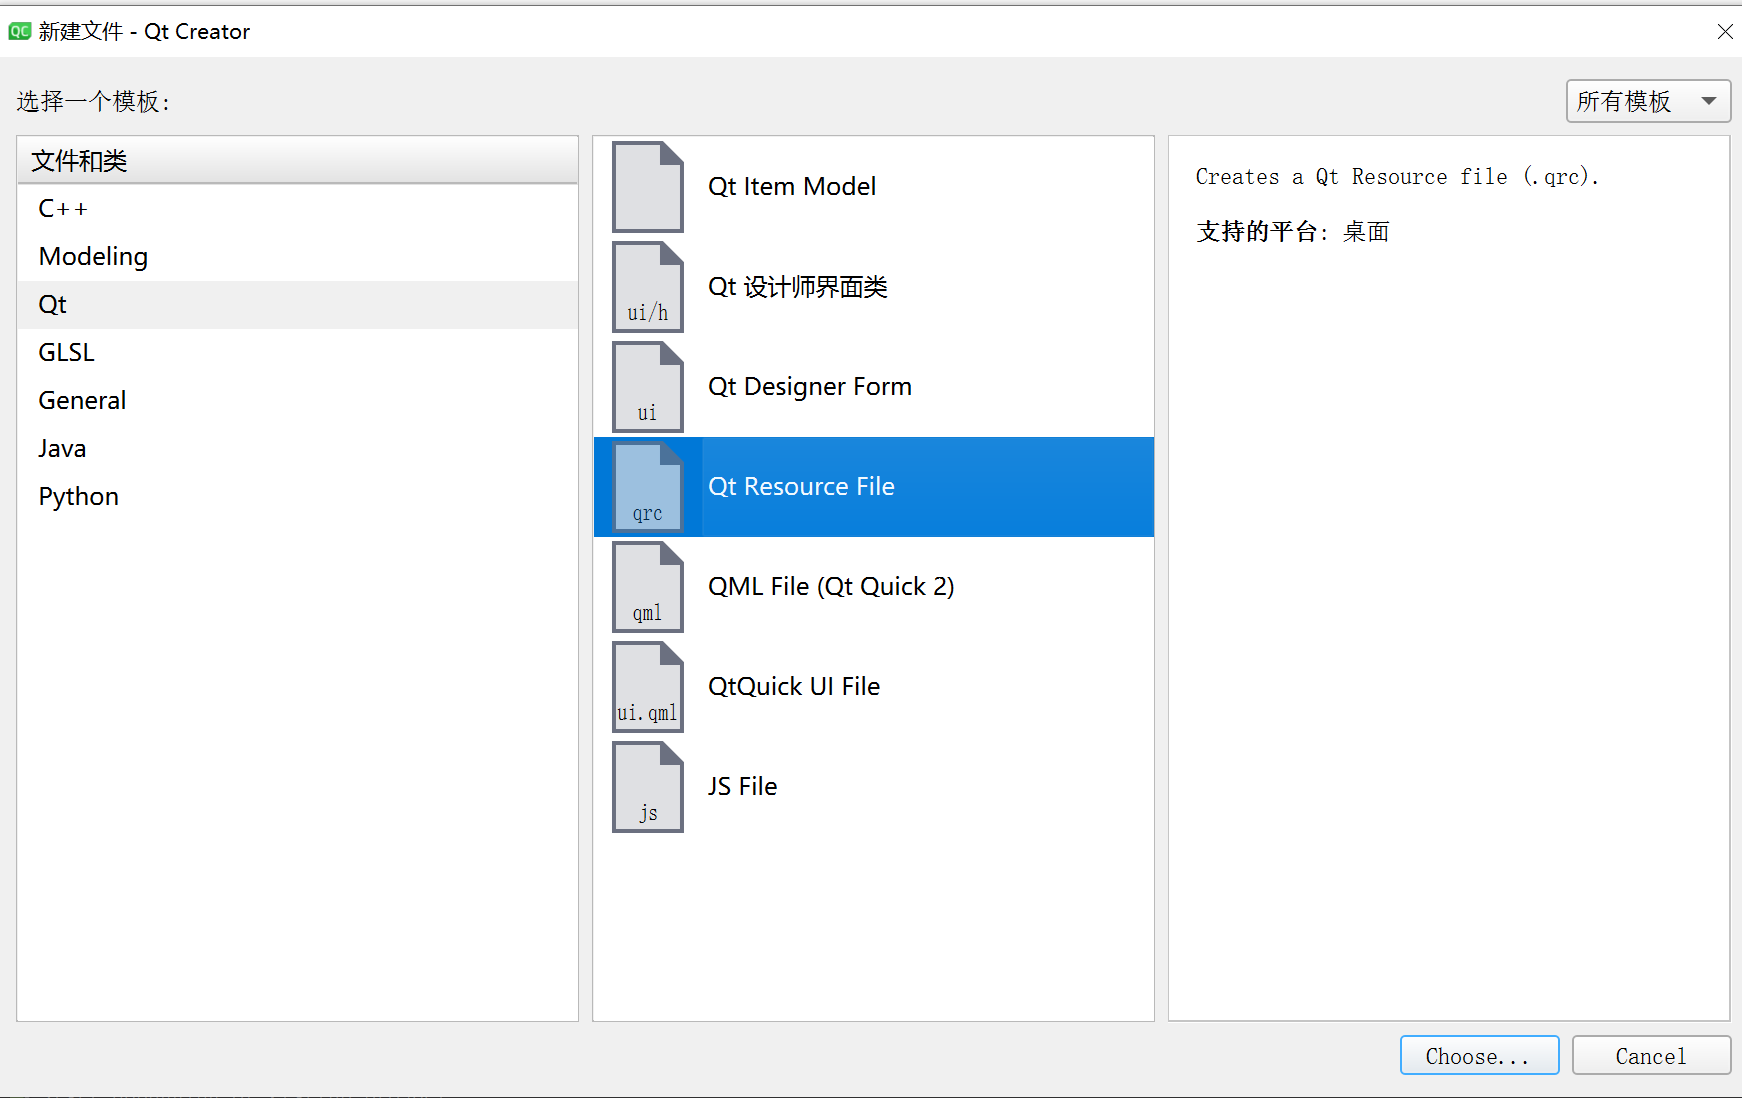 QC 新建文件 - Qt Creator
选择一个模板:
所有模板
文件和类
C++
Modeling
Qt
GLSL
General
Java
Python
Qt Item Model
ui/h
Qt 设计师界面类
ui
Qt Designer Form
qrc
Qt Resource File
qml
QML File (Qt Quick 2)
ui.qml
QtQuick UI File
js
JS File
Creates a Qt Resource file (.qrc).
支持的平台: 桌面
Choose...
Cancel